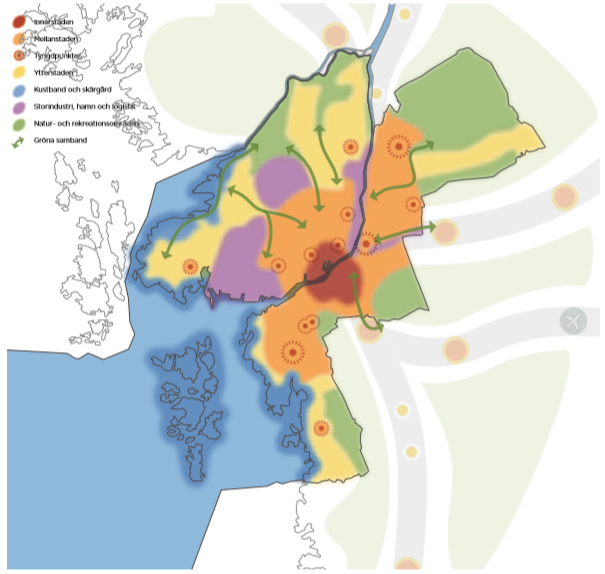 Innerstaden
Mellanstaden
Tyngdpunkter
Ytterstaden
Kustband och skärgård
Storindustri, hamn och logistik
Natur- och rekreationsområden
Gröna samband